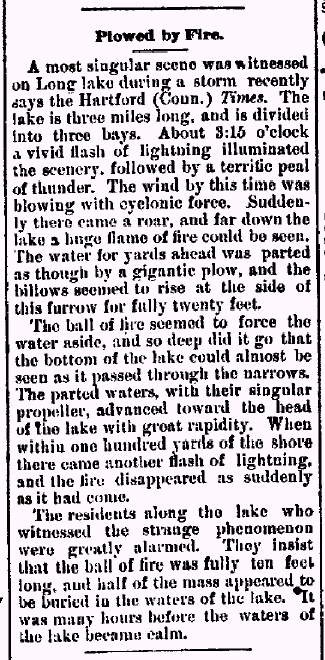 Plowed by Fire.
A most singular scene was witnessed
on Long lake during a storm recently
says the Hartford (Conn.) Times. The
lake is three miles long, and is divided
into three bays. About 3:15 o'clock
a vivid flash of lightning illuminated
the scenery, followed by a terrific peal
of thunder. The wind by this time was
blowing with cyclonic force. Sudden-
ly there came a roar, and far down the
lake a huge flame of fire could be seen.
The water for yards ahead was parted
as though by a gigantic plow, and the
billows seemed to rise at the side of
this furrow for fully twenty feet.
The ball of fire seemed to force the
water aside, and so deep did it go that
the bottom of the lake could almost be
seen as it passed through the narrows.
The parted waters, with their singular
propeller, advanced toward the head
of the lake with great rapidity. When
within one hundred yards of the shore
there came another flash of lightning,
and the fire disappeared as suddenly
as it had come.
The residents along the lake who
witnessed the strange phenomenon
were greatly alarmed. They insist
that the ball of fire was fully ten feet
long, and half of the mass appeared to
be buried in the waters of the lake. It
was many hours before the waters of
the lake became calm.